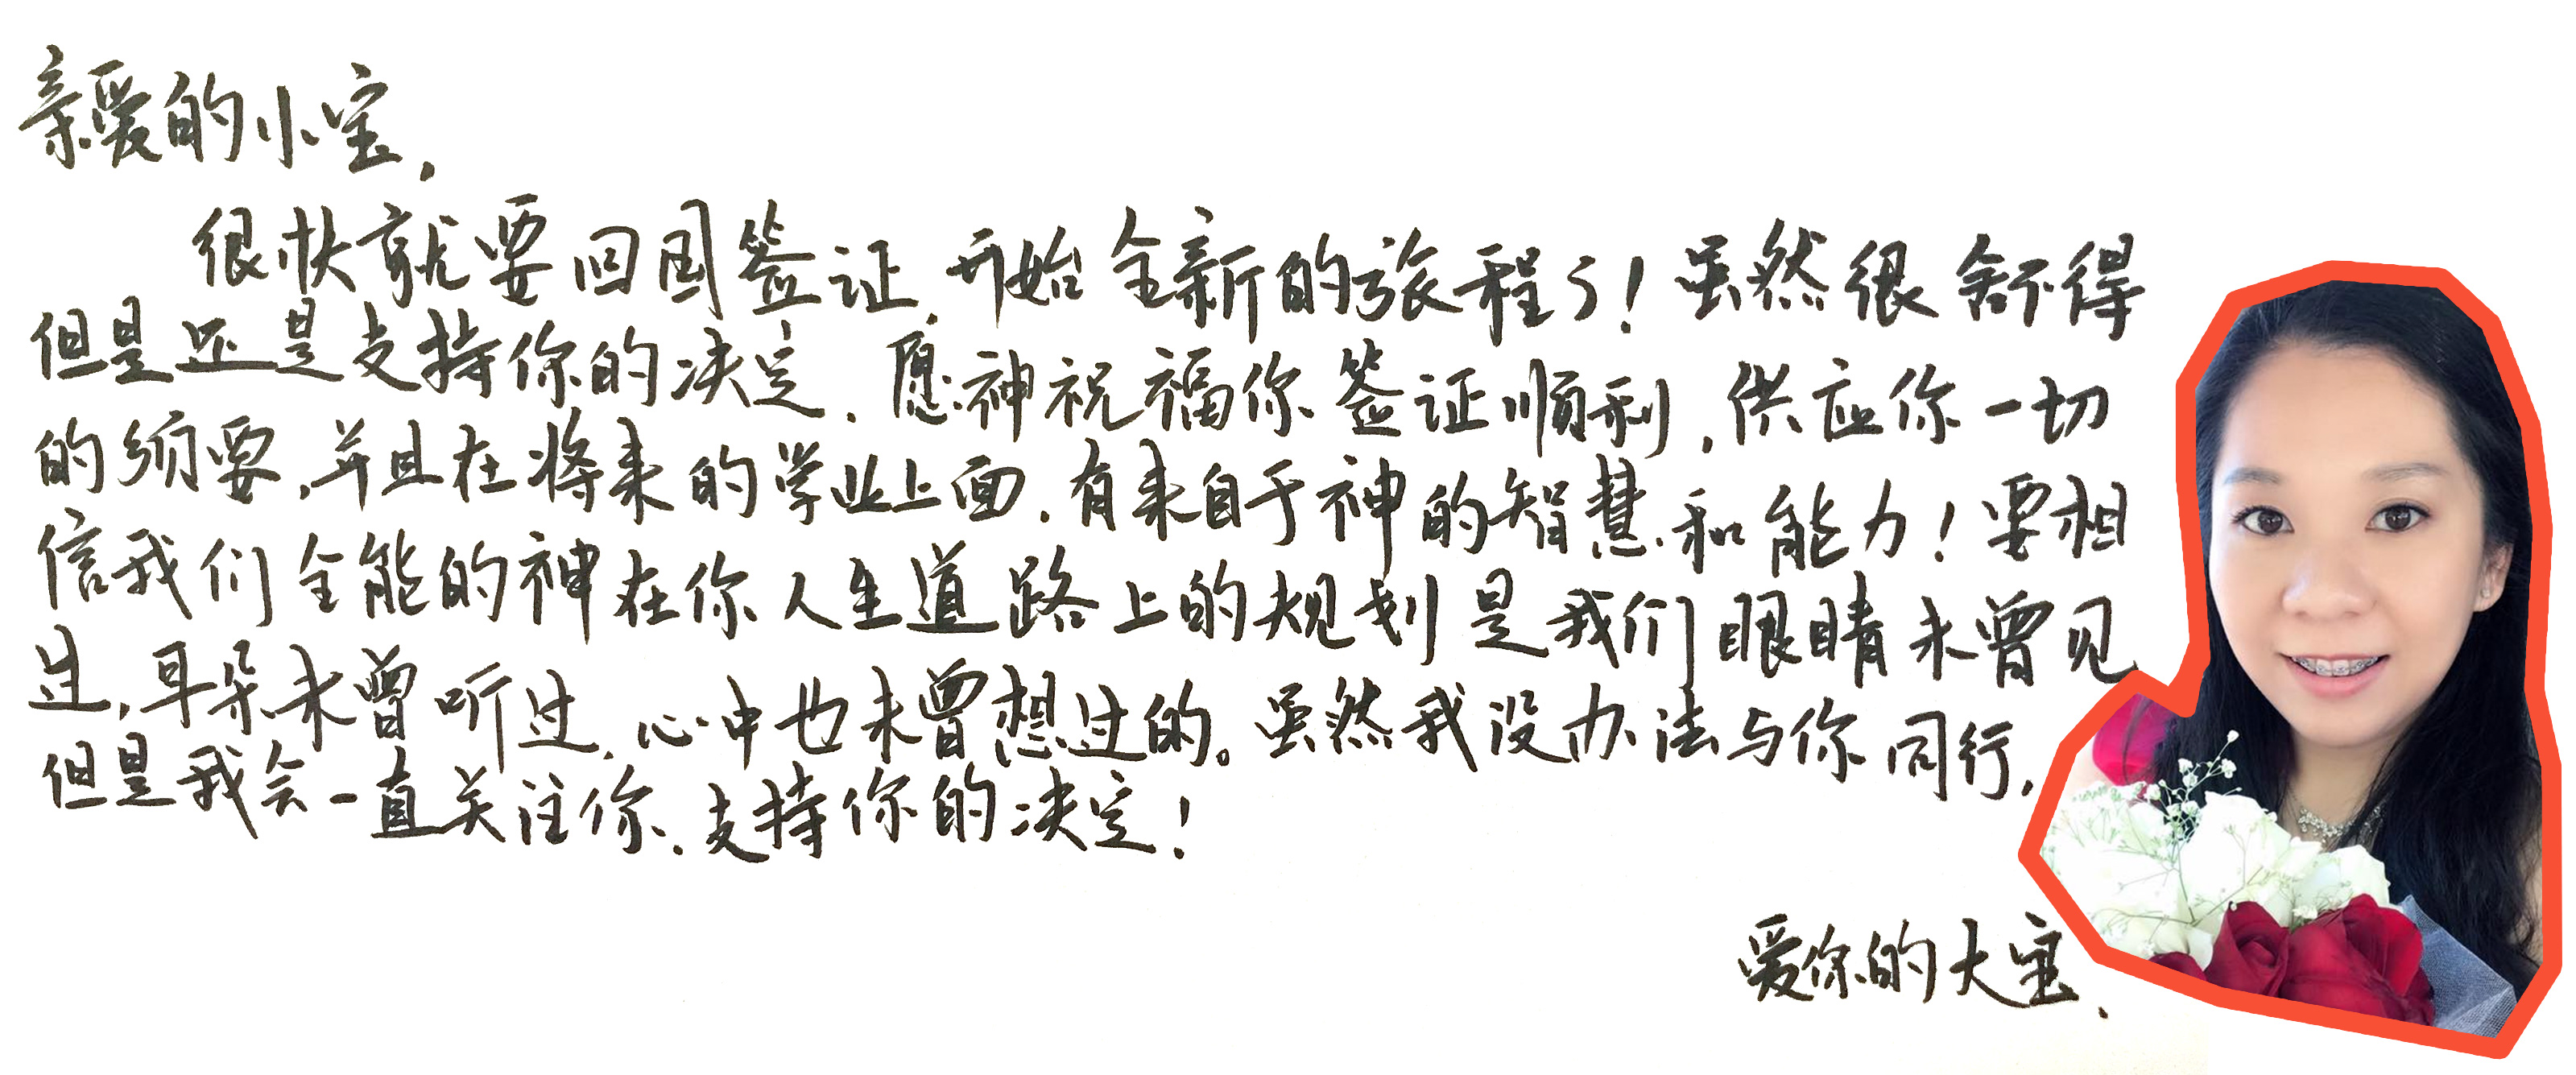 亲爱的小宝,
很快就要回国签证,开始全新的旅程了!虽然很舍不得
但是还是支持你的决定.愿神祝福你签证顺利,供应你一切
的须要,并且在将来的学业上面.有来自于神的智慧和能力!要相
信我们全能的神在你人生道路上的规划是我们眼睛未曾见
过,耳朵未曾听过,心中也未曾想过的。虽然我没办法与你同行,
但是我会一直关注你.支持你的决定!
爱你的大宝、